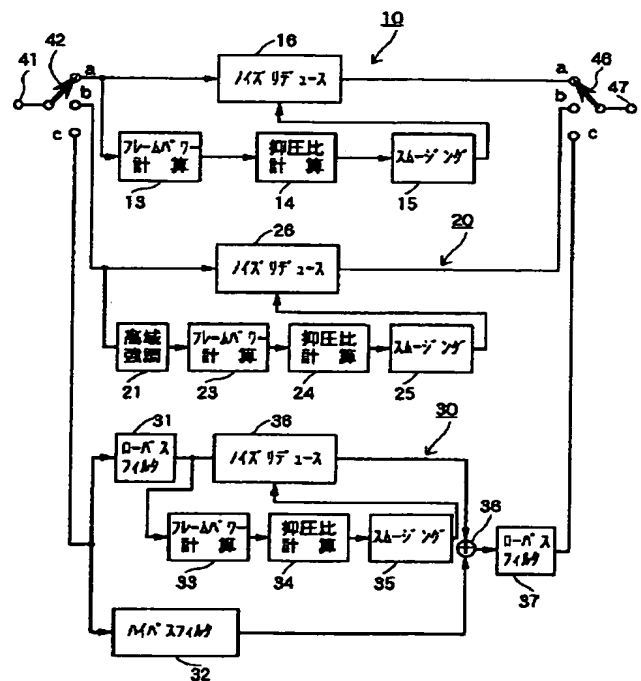 16
10
41
42
a
b
c
ノイズ リデュース
a
b
c
46
47
フレームパワー
計 算
13
抑圧比
計 算
14
スムージング
15
26
20
ノイズ リデュース
高域
強調
21
フレームパワー
計 算
23
抑圧比
計 算
24
スムージング
25
31
ローパス
フィルタ
36
30
ノイズ リデュース
フレームパワー
計 算
33
抑圧比
計 算
34
スムージング
35
36
ローパス
フィルタ
37
ハイパスフィルタ
32